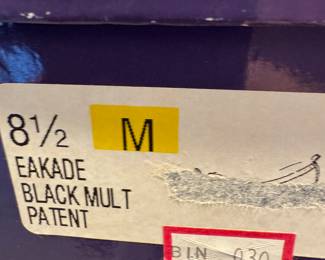 8½ M
EAKADE
BLACK MULT
PATENT
BIN 030